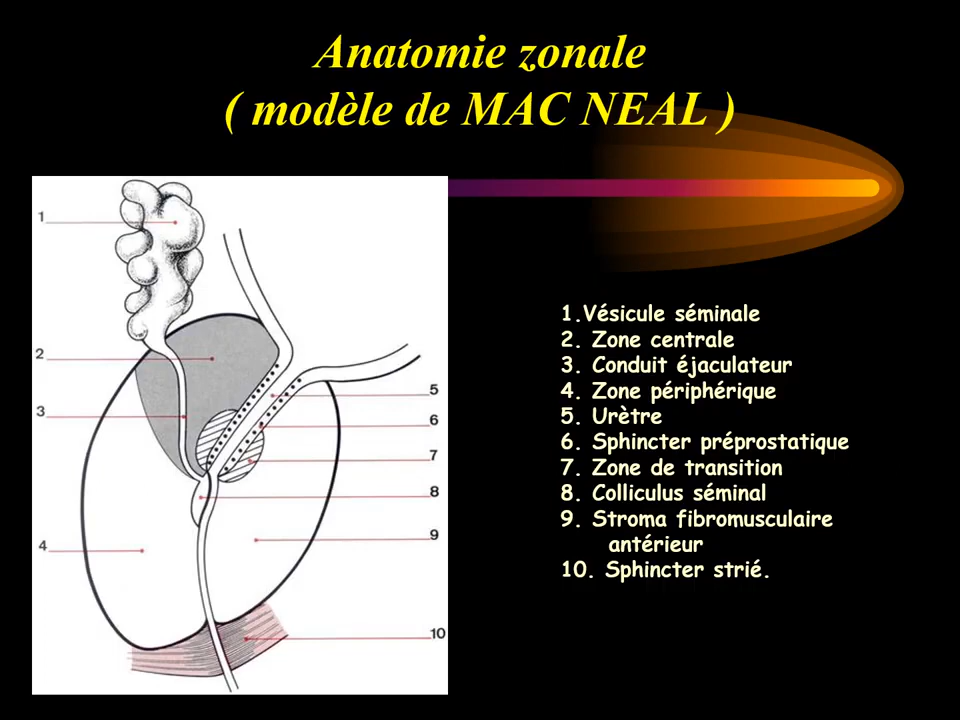 Anatomie zonale
( modèle de MAC NEAL )
1
2
3
4
5
6
7
8
9
10
1.Vésicule séminale
2. Zone centrale
3. Conduit éjaculateur
4. Zone périphérique
5. Urètre
6. Sphincter préprostatique
7. Zone de transition
8. Colliculus séminal
9. Stroma fibromusculaire
antérieur
10. Sphincter strié.